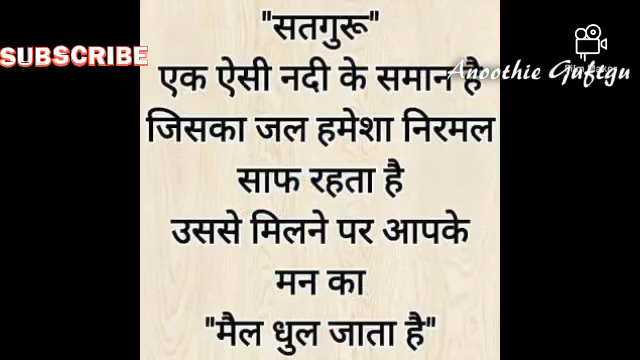 "सतगुरू"
SUBSCRIBE
एक ऐसी नदी के समान है
Anoothie Guftgu
जिसका जल हमेशा निरमल
साफ रहता है
उससे मिलने पर आपके
मन का
"मैल धुल जाता है"